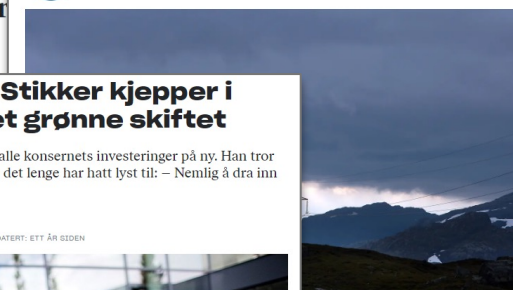 r
Stikker kjepper i
et grønne skiftet
alle konsernets investeringer på ny. Han tror
det lenge har hatt lyst til: – Nemlig å dra inn
ATERT: ETT ÅR SIDEN